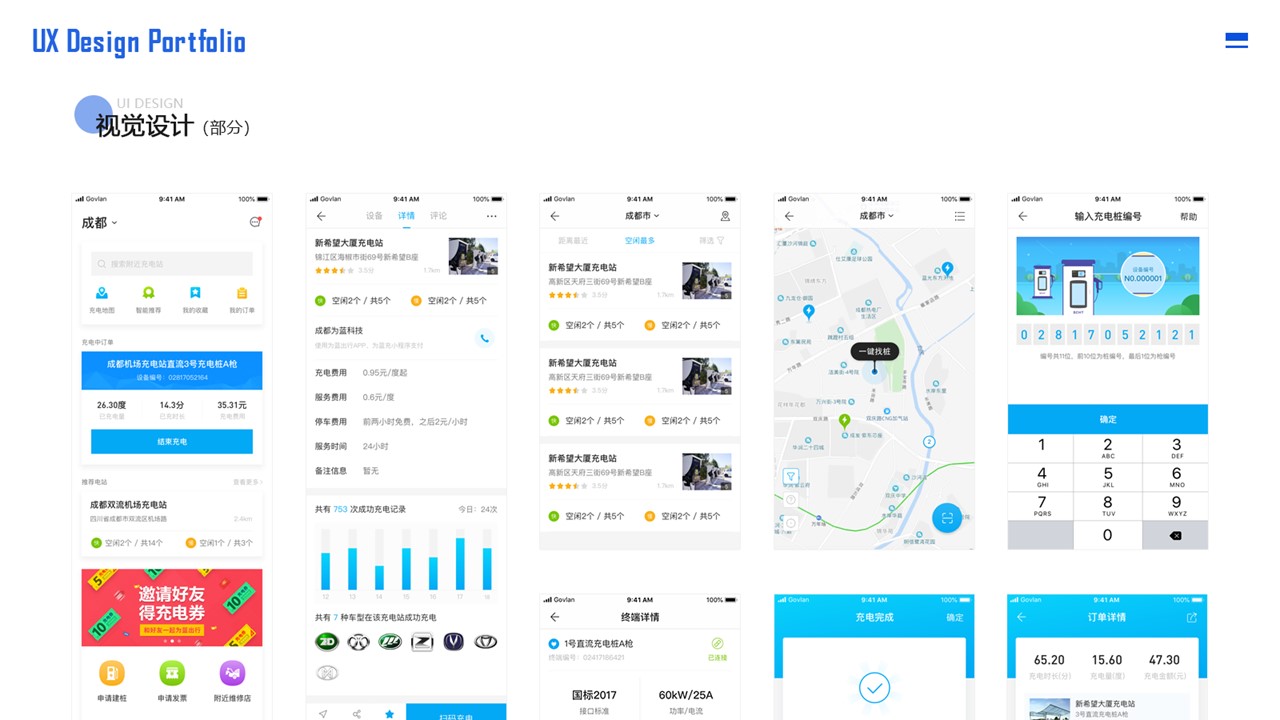 UX Design Portfolio
UI DESIGN
视觉设计（部分）
Govlan 9:41 AM 100%
成都
搜索附近充电站
充电地图 智能推荐 我的收藏 我的订单
充电中订单
成都机场充电站直流3号充电桩A枪
设备编号：02817052164
26.30度 14.3分 35.31元
已充电量 已充时长 充电费用
结束充电
推荐电站 查看更多
成都双流机场充电站
四川省成都市双流区机场路 2.4km
快 空闲2个 / 共14个 慢 空闲1个 / 共3个
邀请好友
得充电券
和好友一起为蓝出行
申请建桩 申请发票 附近维修店
Govlan 9:41 AM 100%
设备 详情 评论
新希望大厦充电站
锦江区海椒市街69号新希望B座
3.5分 1.7km
快 空闲2个 / 共5个 慢 空闲2个 / 共5个
成都为蓝科技
使用为蓝出行APP，为蓝充小程序支付
充电费用 0.95元/度起
服务费用 0.6元/度
停车费用 前两小时免费，之后2元/小时
服务时间 24小时
备注信息 暂无
共有 753 次成功充电记录 今日：24次
12 13 14 15 16 17 18
共有 7 种车型在该充电站成功充电
扫码充电
Govlan 9:41 AM 100%
成都市
距离最近 空闲最多 筛选
新希望大厦充电站
高新区天府三街69号新希望B座
3.5分 1.7km
快 空闲2个 / 共5个 慢 空闲2个 / 共5个
新希望大厦充电站
高新区天府三街69号新希望B座
3.5分 1.7km
快 空闲2个 / 共5个 慢 空闲2个 / 共5个
新希望大厦充电站
高新区天府三街69号新希望B座
3.5分 1.7km
快 空闲2个 / 共5个 慢 空闲2个 / 共5个
Govlan 9:41 AM 100%
成都市
一键找桩
2
Govlan 9:41 AM 100%
输入充电桩编号 帮助
设备编号
N0.000001
0 2 8 1 7 0 5 2 1 2 1
编号共11位，前10位为桩编号，最后1位为枪编号
确定
1 2 3
ABC DEF
4 5 6
GHI JKL MNO
7 8 9
PQRS TUV WXYZ
0
Govlan 9:41 AM 100%
终端详情
1号直流充电桩A枪
终端编号：02417186421 已连接
国标2017 60kW/25A
接口标准 功率/电流
Govlan 9:41 AM 100%
充电完成 确定
Govlan 9:41 AM 100%
订单详情
65.20 15.60 47.30
充电时长(分) 充电量(度) 充电金额(元)
新希望大厦充电站
3号直流充电桩A枪